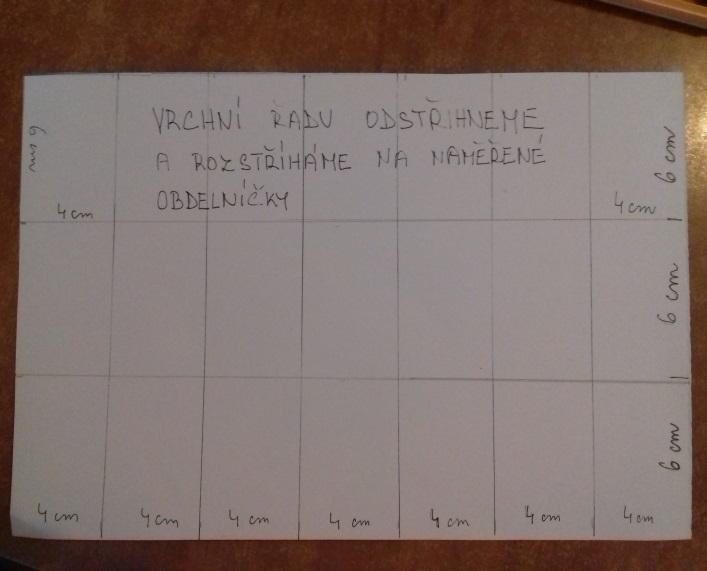 VRCHNÍ ŘADU ODSTŘIHNEME
A ROZSTŘÍHÁME NA NAMĚŘENÉ
OBDELNÍČKY
6 cm
6 cm
4 cm
4 cm
6 cm
6 cm
4 cm 4 cm 4 cm 4 cm 4 cm 4 cm 4 cm